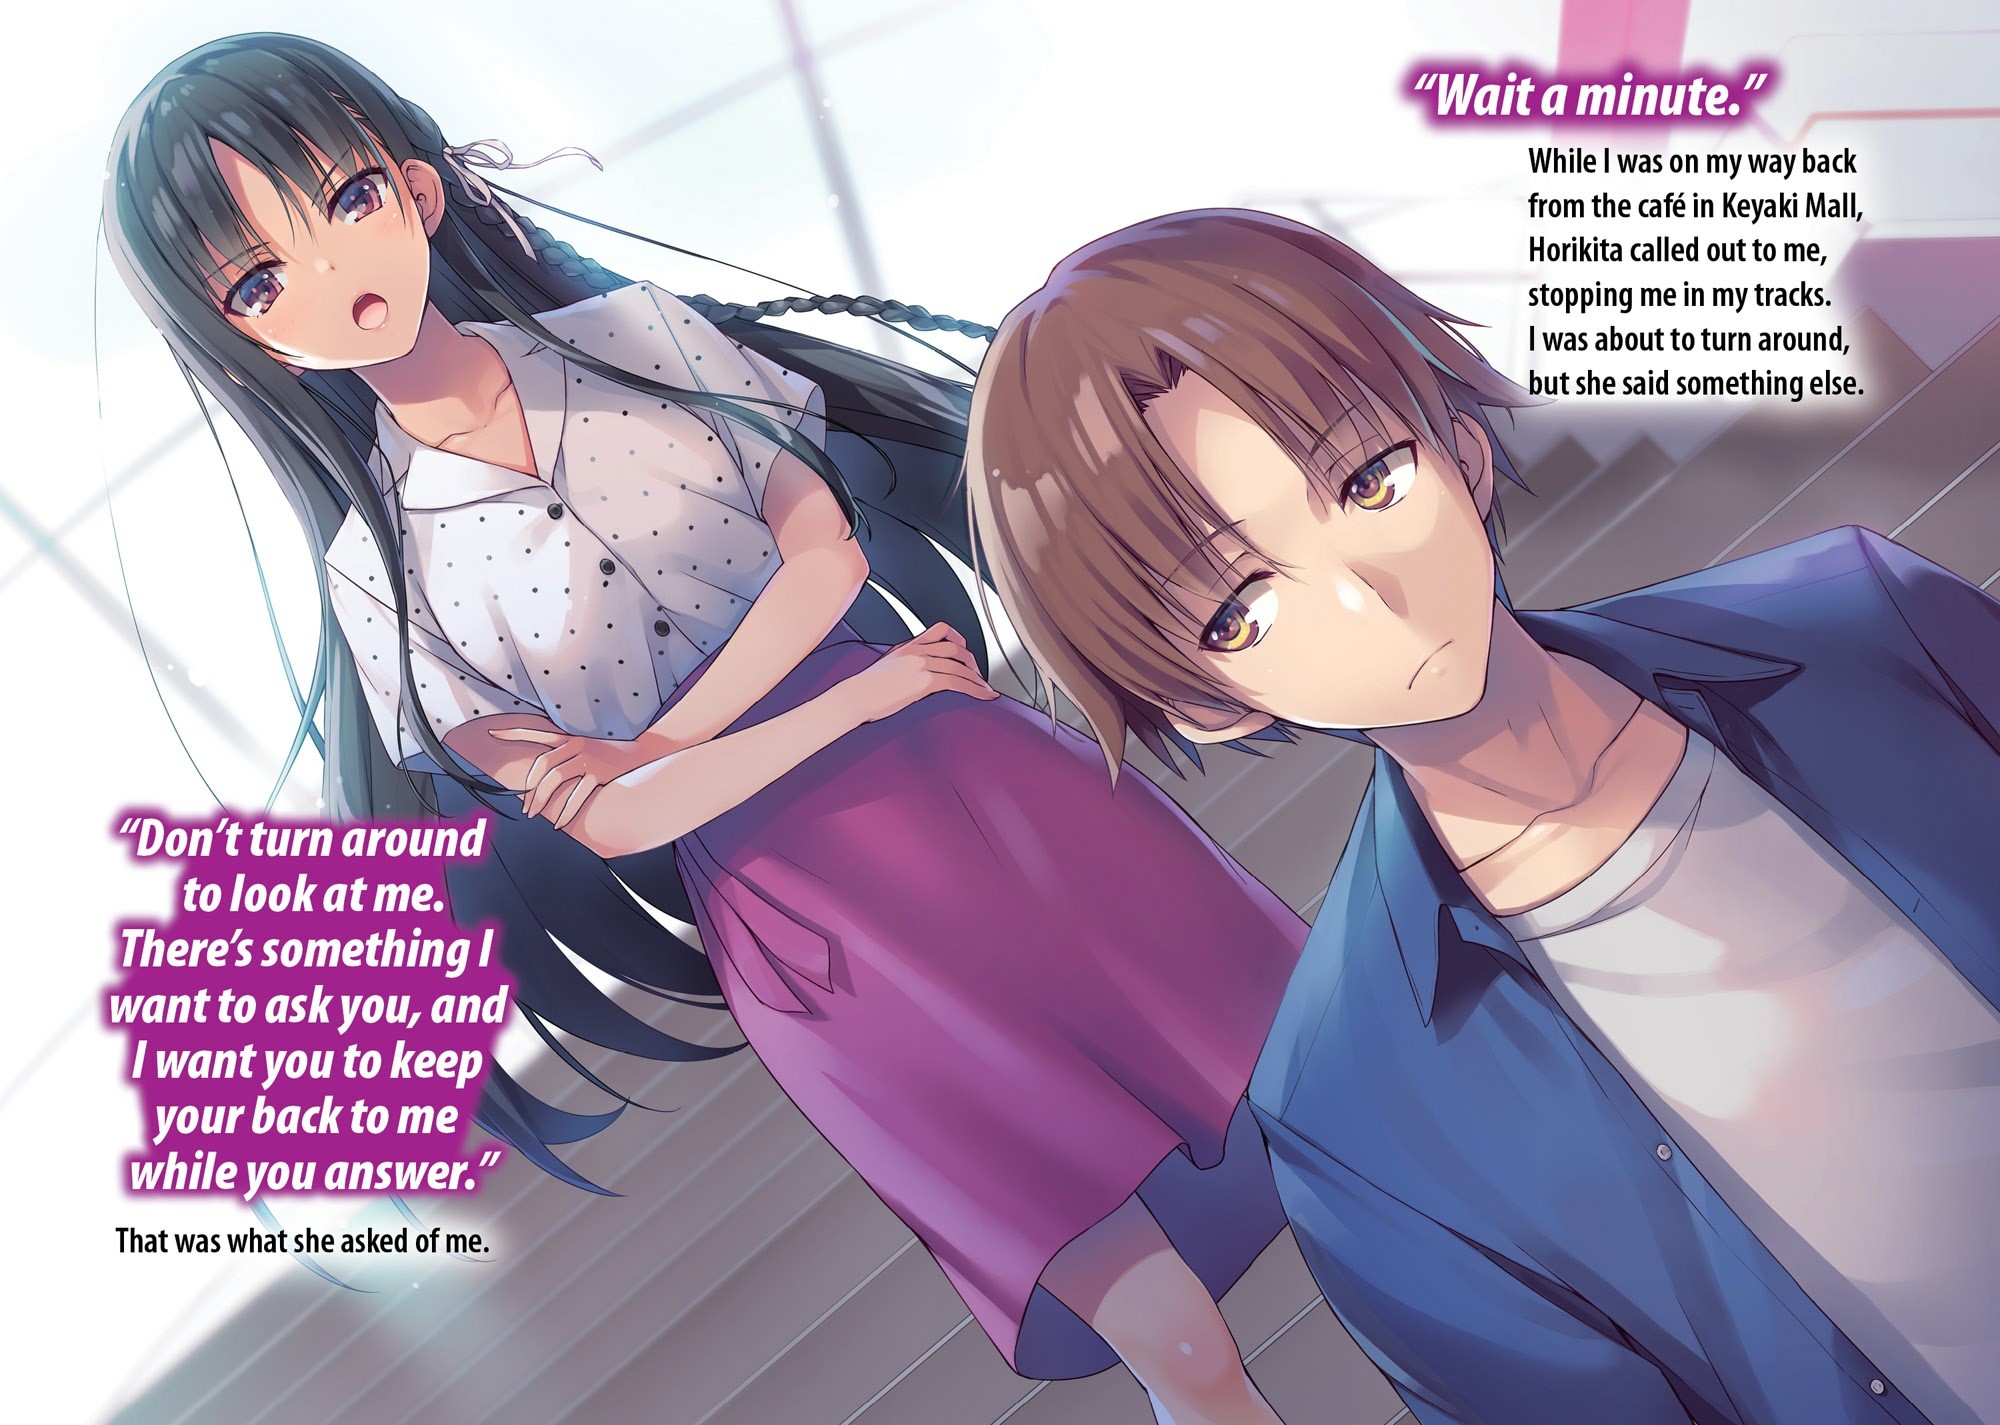 “Wait a minute.”
While I was on my way back
from the café in Keyaki Mall,
Horikita called out to me,
stopping me in my tracks.
I was about to turn around,
but she said something else.
“Don’t turn around
to look at me.
There’s something I
want to ask you, and
I want you to keep
your back to me
while you answer.”
That was what she asked of me.